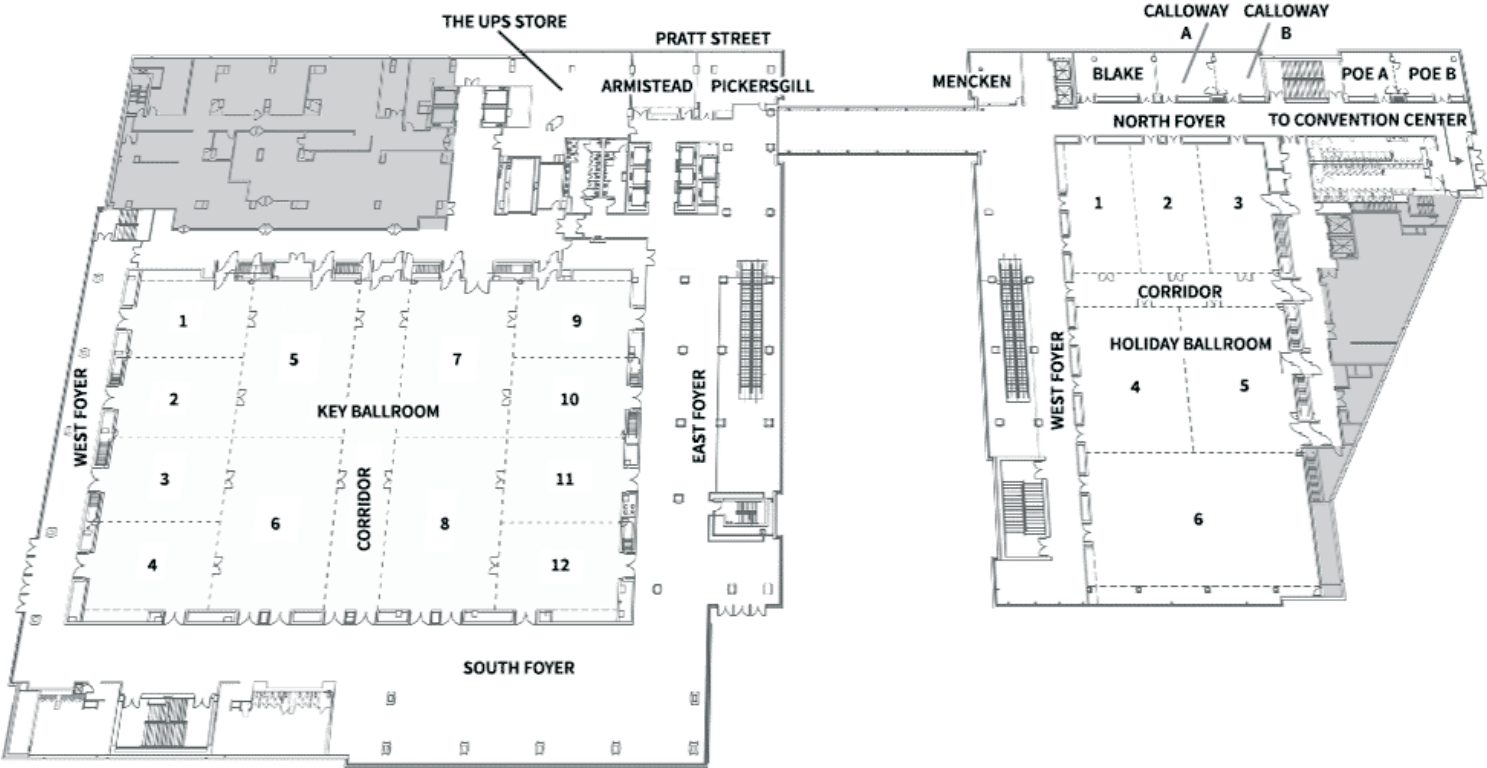 CALLOWAY CALLOWAY
A B
THE UPS STORE
PRATT STREET
ARMISTEAD PICKERSGILL
MENCKEN
BLAKE
POE A POE B
NORTH FOYER TO CONVENTION CENTER
1 2 3
CORRIDOR
HOLIDAY BALLROOM
4 5
6
WEST FOYER
1 5 7 9
2 10
KEY BALLROOM
3 11
6 8
4 12
CORRIDOR
WEST FOYER
EAST FOYER
SOUTH FOYER